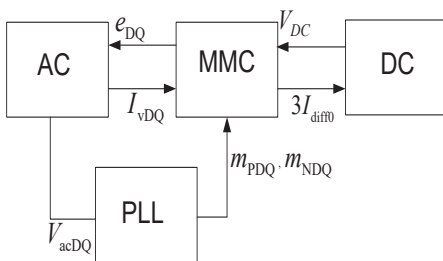 e_DQ
V_DC
AC
MMC
DC
I_vDQ
3I_diff0
m_PDQ, m_NDQ
PLL
V_acDQ